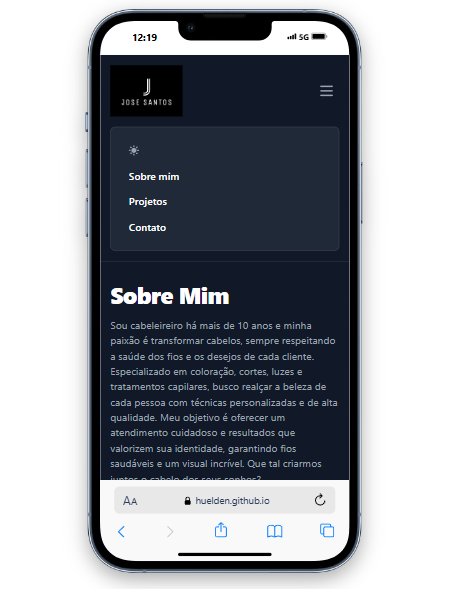 12:19
5G
J
JOSE SANTOS
Sobre mim
Projetos
Contato
Sobre Mim
Sou cabeleireiro há mais de 10 anos e minha
paixão é transformar cabelos, sempre respeitando
a saúde dos fios e os desejos de cada cliente.
Especializado em coloração, cortes, luzes e
tratamentos capilares, busco realçar a beleza de
cada pessoa com técnicas personalizadas e de alta
qualidade. Meu objetivo é oferecer um
atendimento cuidadoso e resultados que
valorizem sua identidade, garantindo fios
saudáveis e um visual incrível. Que tal criarmos
juntos o cabelo dos seus sonhos?
AA
huelden.github.io